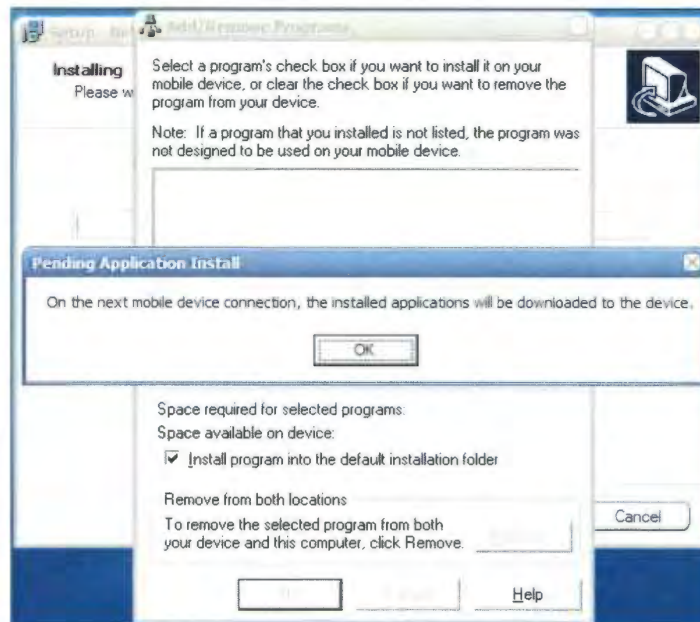 Setup
Add/Remove Programs
Installing
Please w
Select a program's check box if you want to install it on your
mobile device, or clear the check box if you want to remove the
program from your device.
Note: If a program that you installed is not listed, the program was
not designed to be used on your mobile device.
Pending Application Install
On the next mobile device connection, the installed applications will be downloaded to the device.
OK
Space required for selected programs:
Space available on device:
Install program into the default installation folder
Remove from both locations
To remove the selected program from both
your device and this computer, click Remove.
Cancel
Help